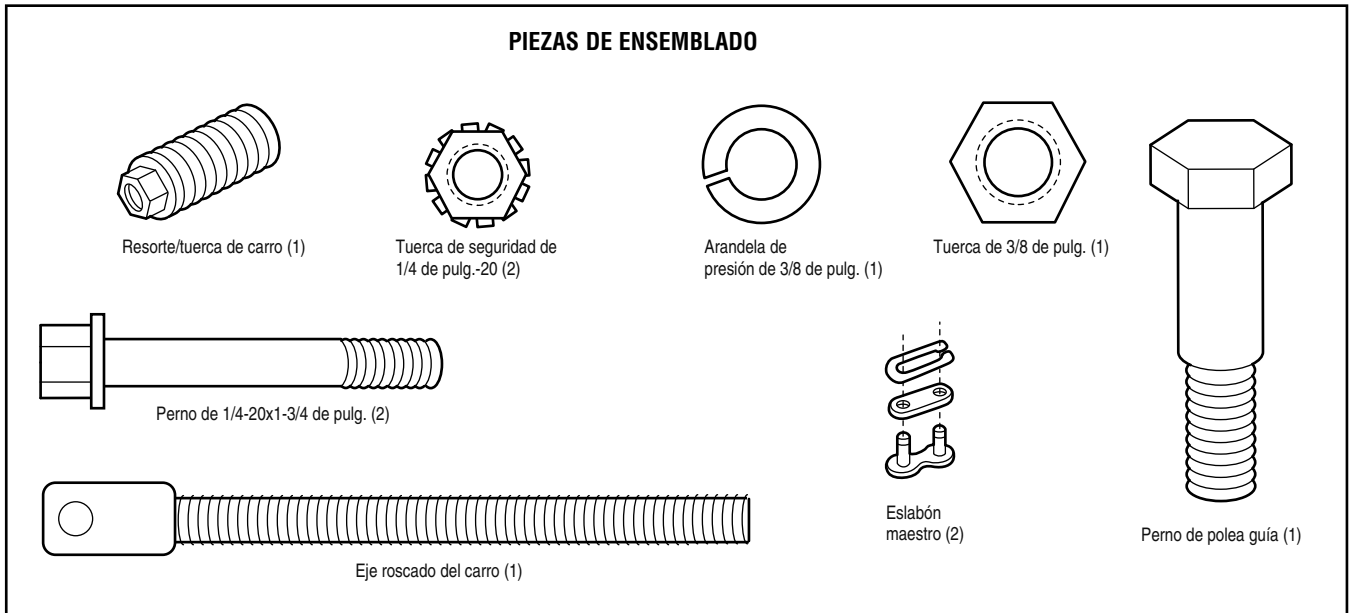 PIEZAS DE ENSEMBLADO
Resorte/tuerca de carro (1)
Tuerca de seguridad de
1/4 de pulg.-20 (2)
Arandela de
presión de 3/8 de pulg. (1)
Tuerca de 3/8 de pulg. (1)
Perno de 1/4-20x1-3/4 de pulg. (2)
Eslabón
maestro (2)
Perno de polea guía (1)
Eje roscado del carro (1)